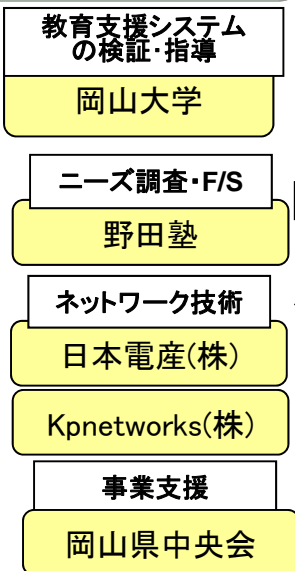 教育支援システム
の検証・指導
岡山大学
ニーズ調査・F/S
野田塾
ネットワーク技術
日本電産(株)
Kpnetworks(株)
事業支援
岡山県中央会